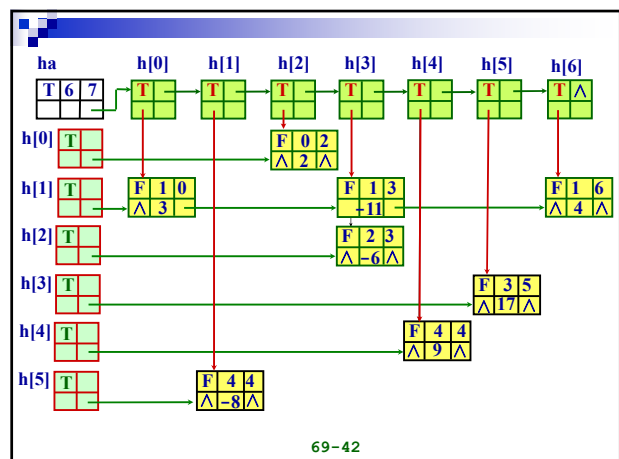 ha h[0] h[1] h[2] h[3] h[4] h[5] h[6]
T 6 7 T T T T T T T ∧
h[0] T F 0 2
∧ 2 ∧
h[1] T F 1 0 F 1 3 F 1 6
∧ 3 -11 ∧ 4 ∧
h[2] T F 2 3
∧ -6 ∧
h[3] T F 3 5
∧ 17 ∧
h[4] T F 4 4
∧ 9 ∧
h[5] T F 4 4
∧ -8 ∧
69-42